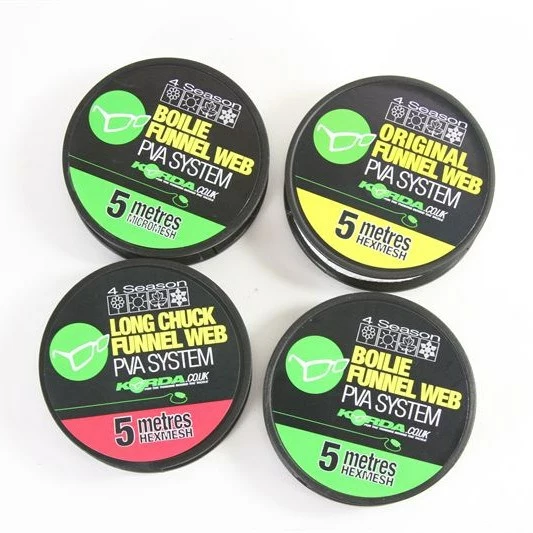 4 Season
BOILIE
FUNNEL WEB
PVA SYSTEM
KORDA.CO.UK
5 metres
MICROMESH
4 Season
ORIGINAL
FUNNEL WEB
PVA SYSTEM
KORDA.CO.UK
5 metres
HEXMESH
4 Season
LONG CHUCK
FUNNEL WEB
PVA SYSTEM
KORDA.CO.UK
5 metres
HEXMESH
4 Season
BOILIE
FUNNEL WEB
PVA SYSTEM
KORDA.CO.UK
5 metres
HEXMESH